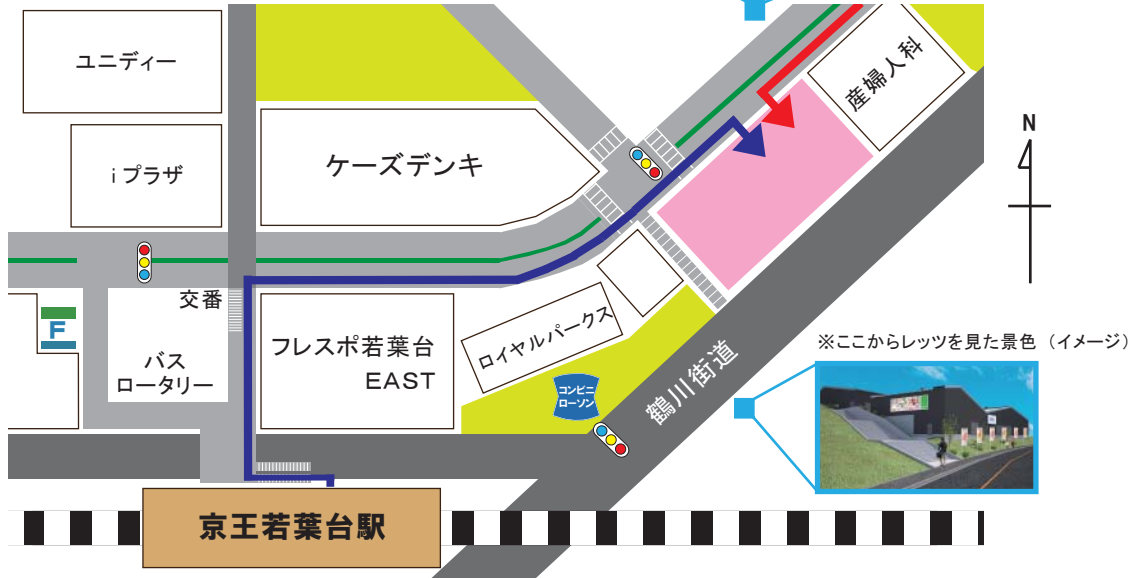 ユニディー
i プラザ
ケーズデンキ
産婦人科
N
交番
F
バス
ロータリー
フレスポ若葉台
EAST
ロイヤルパークス
コンビニ
ローソン
鶴川街道
※ここからレッツを見た景色（イメージ）
京王若葉台駅